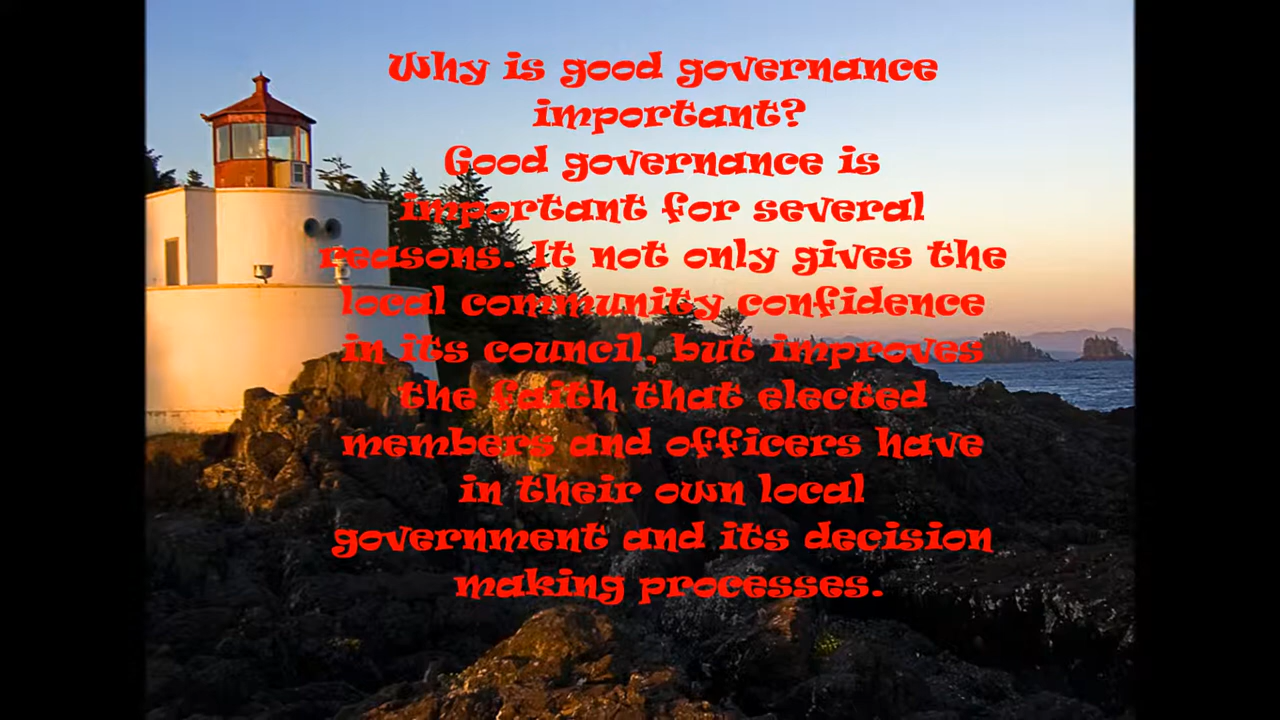 Why is good governance
important?
Good governance is
important for several
reasons. It not only gives the
local community confidence
in its council, but improves
the faith that elected
members and officers have
in their own local
government and its decision
making processes.